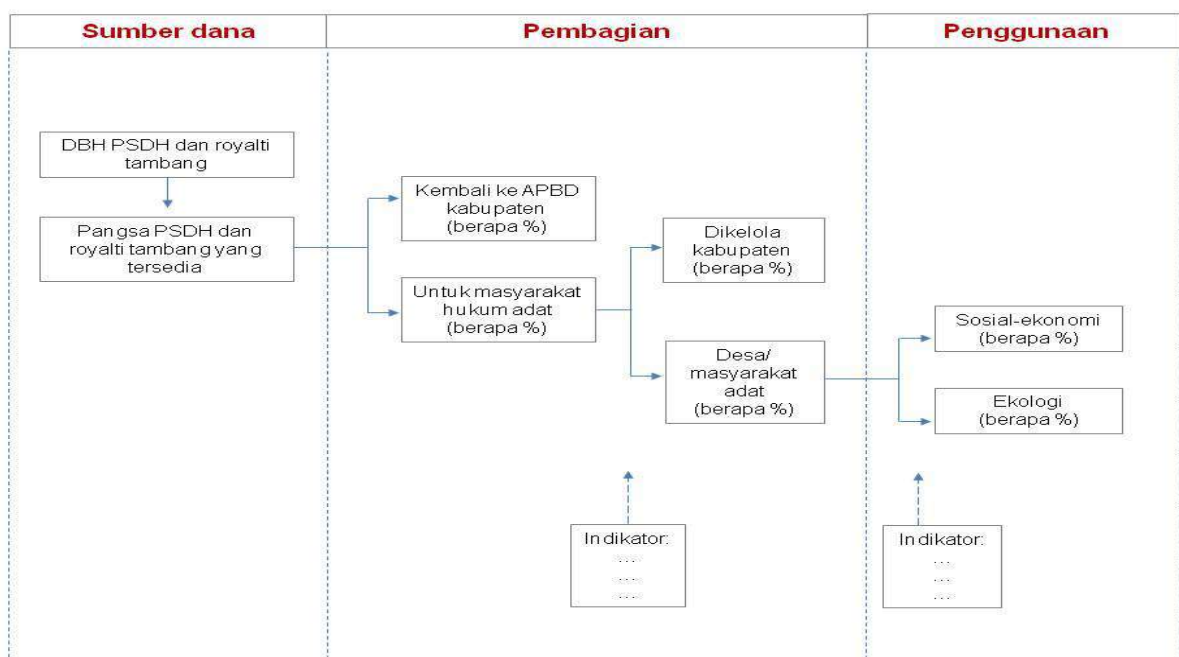 Sumber dana
Pembagian
Penggunaan
DBH PSDH dan royalti
tambang
Pangsa PSDH dan
royalti tambang yang
tersedia
Kembali ke APBD
kabupaten
(berapa %)
Untuk masyarakat
hukum adat
(berapa %)
Dikelola
kabupaten
(berapa %)
Desa/
masyarakat
adat
(berapa %)
Sosial-ekonomi
(berapa %)
Ekologi
(berapa %)
Indikator:
...
...
...
Indikator:
...
...
...